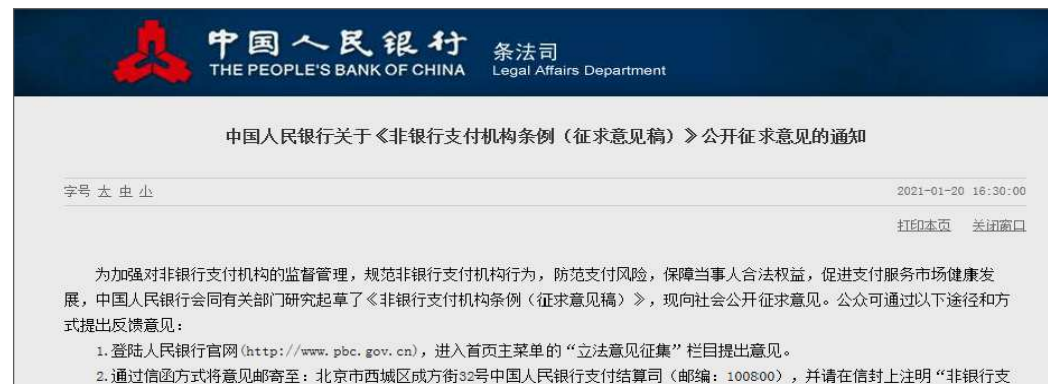 中国人民银行 条法司
THE PEOPLE'S BANK OF CHINA Legal Affairs Department
中国人民银行关于《非银行支付机构条例（征求意见稿）》公开征求意见的通知
字号 大 中 小 2021-01-20 16:30:00
打印本页 关闭窗口
为加强对非银行支付机构的监督管理，规范非银行支付机构行为，防范支付风险，保障当事人合法权益，促进支付服务市场健康发
展，中国人民银行会同有关部门研究起草了《非银行支付机构条例（征求意见稿）》，现向社会公开征求意见。公众可通过以下途径和方
式提出反馈意见：
1.登陆人民银行官网(http://www.pbc.gov.cn)，进入首页主菜单的“立法意见征集”栏目提出意见。
2.通过信函方式将意见邮寄至：北京市西城区成方街32号中国人民银行支付结算司（邮编：100800），并请在信封上注明“非银行支